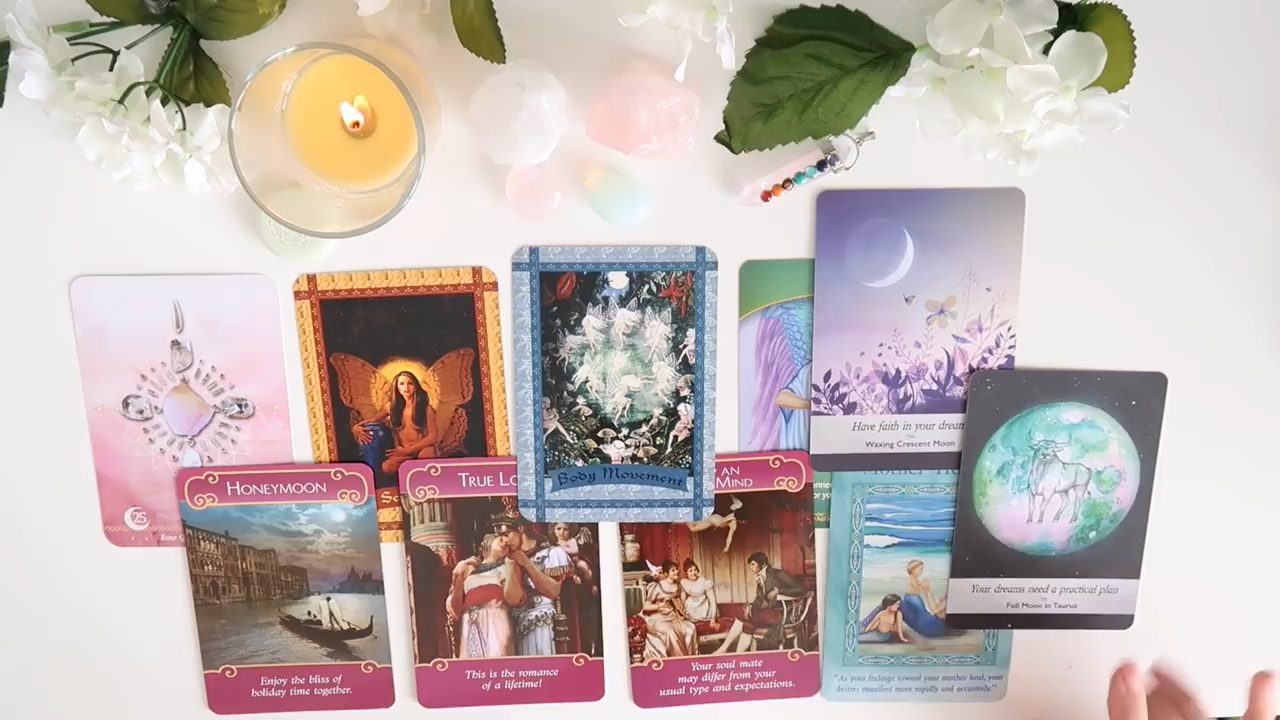 Have faith in your dream
Waxing Crescent Moon
Body Movement
25
Rose
HONEYMOON
TRUE LO
AN
MIND
Your dreams need a practical plan
Full Moon in Taurus
Enjoy the bliss of
holiday time together.
This is the romance
of a lifetime!
Your soul mate
may differ from your
usual type and expectations.
"As your feelings toward your mother heal, your
desires manifest more rapidly and accurately."